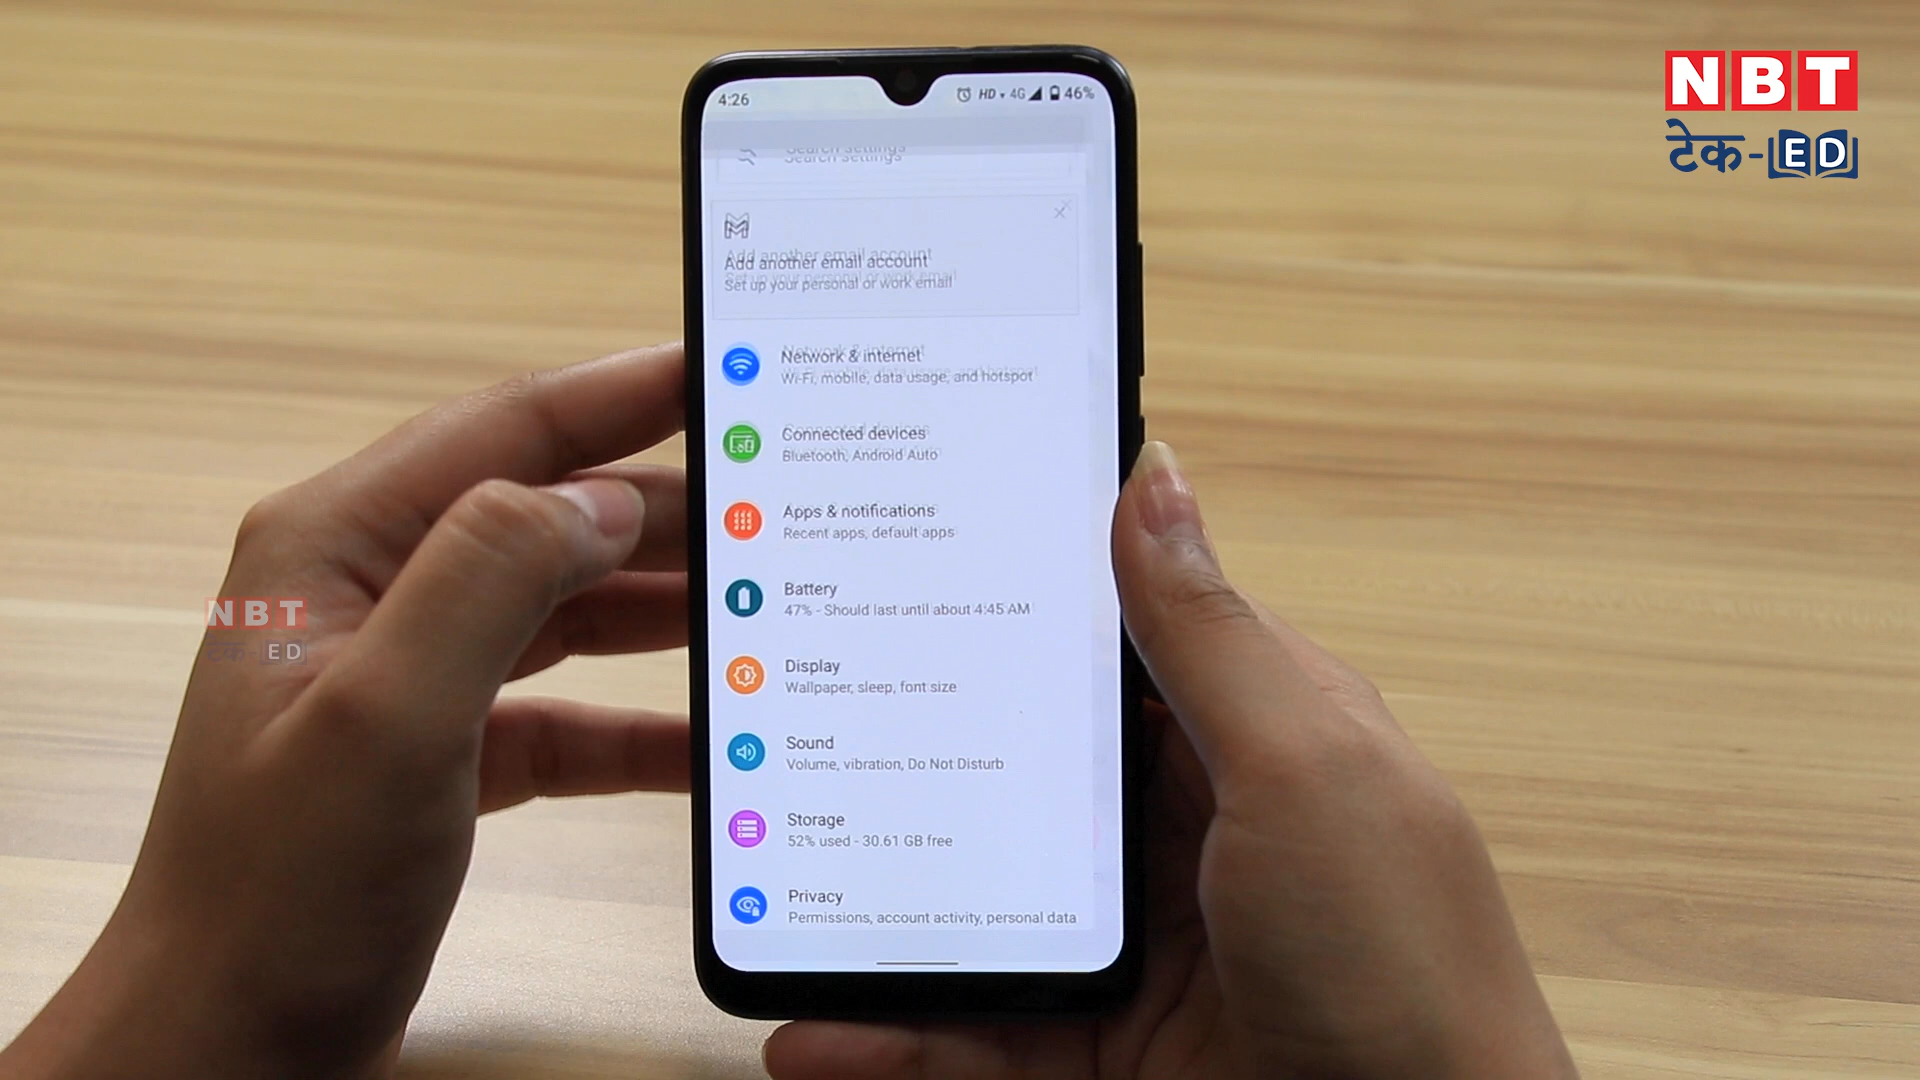 NBT
टेक-ED
4:26
HD 4G 46%
Search settings
Add another email account
Set up your personal or work email
Network & internet
Wi-Fi, mobile, data usage, and hotspot
Connected devices
Bluetooth, Android Auto
Apps & notifications
Recent apps, default apps
Battery
47% - Should last until about 4:45 AM
Display
Wallpaper, sleep, font size
Sound
Volume, vibration, Do Not Disturb
Storage
52% used - 30.61 GB free
Privacy
Permissions, account activity, personal data
NBT
टेक-ED